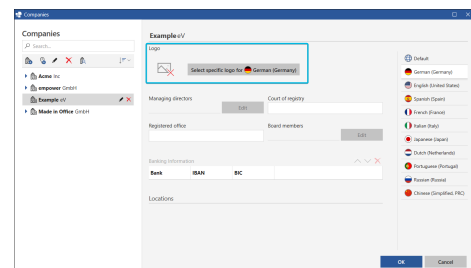 Companies
Companies
Search...
Acme Inc
empower GmbH
Example eV
Made in Office GmbH
Example eV
Logo
Select specific logo for German (Germany)
Managing directors
Edit
Court of registry
Registered office
Board members
Edit
Banking information
Bank IBAN BIC
Locations
Default
German (Germany)
English (United States)
Spanish (Spain)
French (France)
Italian (Italy)
Japanese (Japan)
Dutch (Netherlands)
Portuguese (Portugal)
Russian (Russia)
Chinese (Simplified, PRC)
OK Cancel